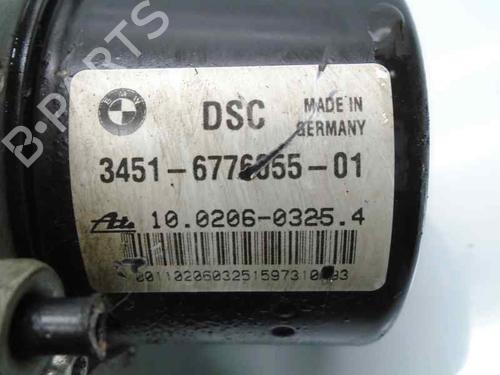 BMW
DSC
MADE IN
GERMANY
3451-6776055-01
Ate 10.0206-0325.4
B-PARTS